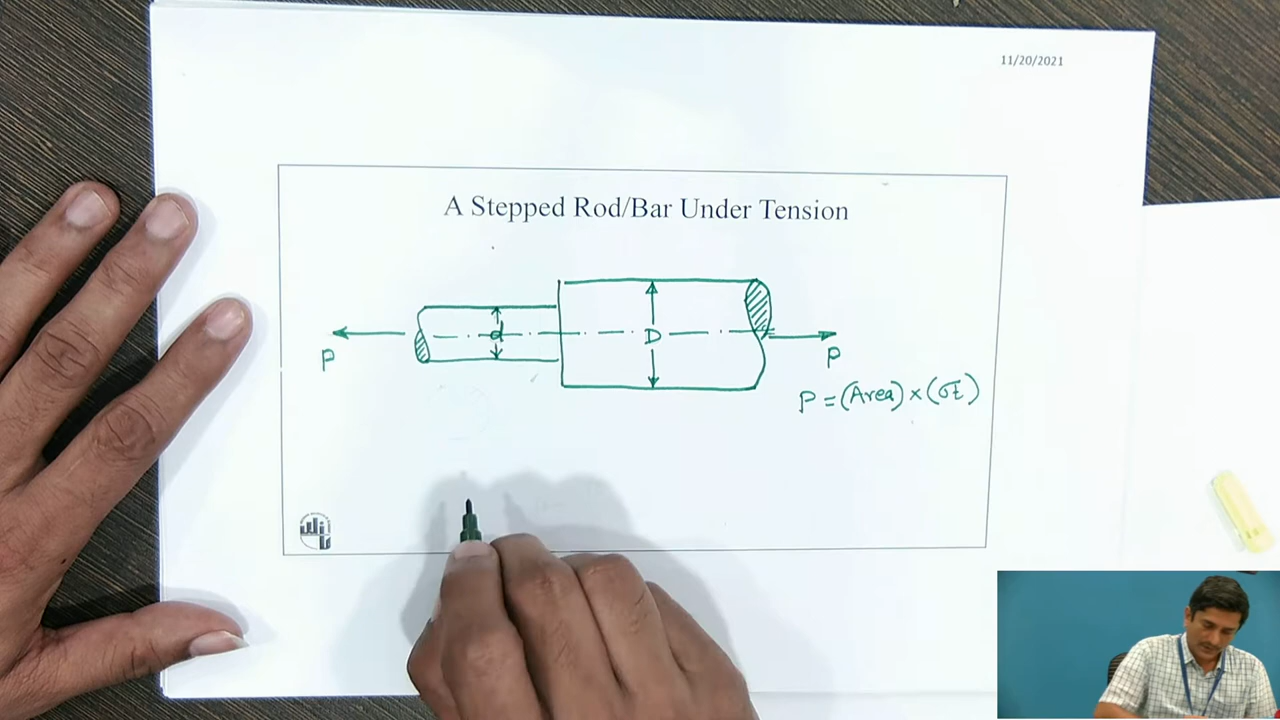 11/20/2021
A Stepped Rod/Bar Under Tension
d
D
P
P
P = (Area) × (σt)